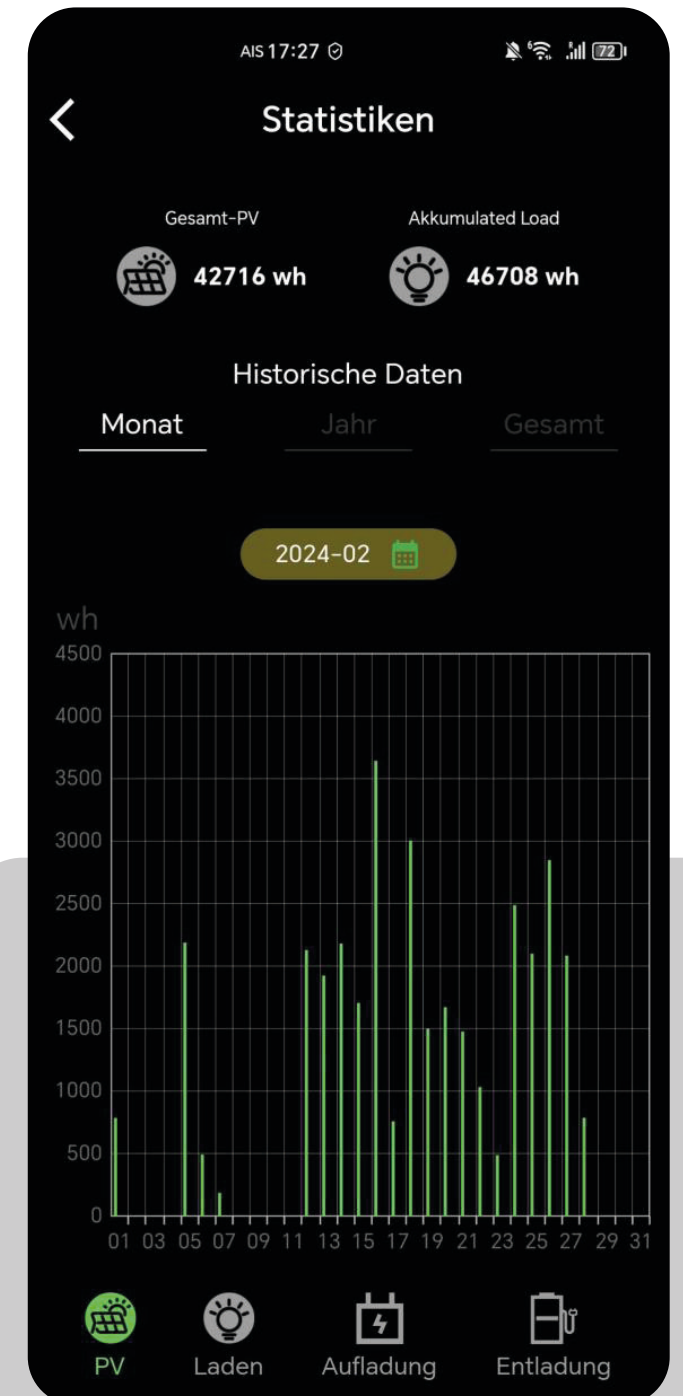 AIS 17:27 72
Statistiken
Gesamt-PV Akkumulated Load
42716 wh 46708 wh
Historische Daten
Monat Jahr Gesamt
2024-02
wh
4500
4000
3500
3000
2500
2000
1500
1000
500
0
01 03 05 07 09 11 13 15 17 19 21 23 25 27 29 31
PV Laden Aufladung Entladung